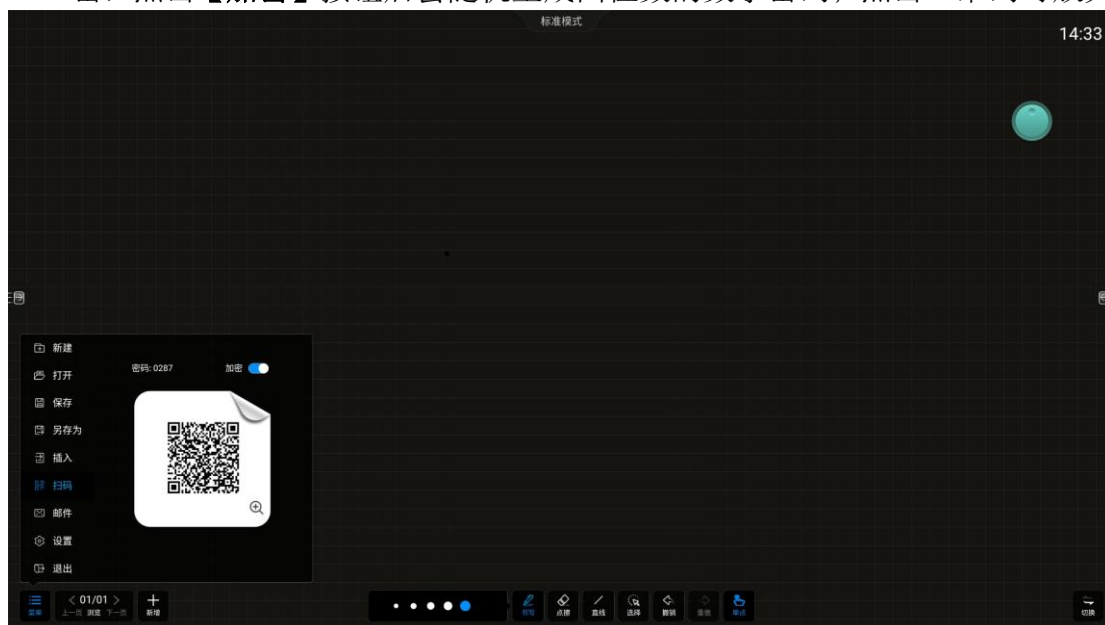 标准模式
14:33
新建
密码: 0287 加密
打开
保存
另存为
插入
扫码
邮件
设置
退出
菜单
< 01/01 >
上一页 浏览 下一页
新增
书写
点擦
直线
选择
撤销
重做
单点
切换